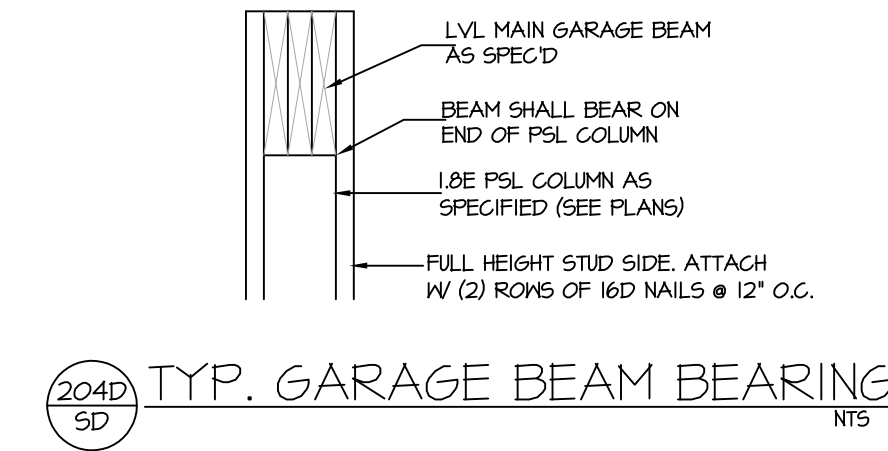 LVL MAIN GARAGE BEAM
AS SPEC'D
BEAM SHALL BEAR ON
END OF PSL COLUMN
1.8E PSL COLUMN AS
SPECIFIED (SEE PLANS)
FULL HEIGHT STUD SIDE. ATTACH
W/ (2) ROWS OF 16D NAILS @ 12" O.C.
204D
SD
TYP. GARAGE BEAM BEARING
NTS